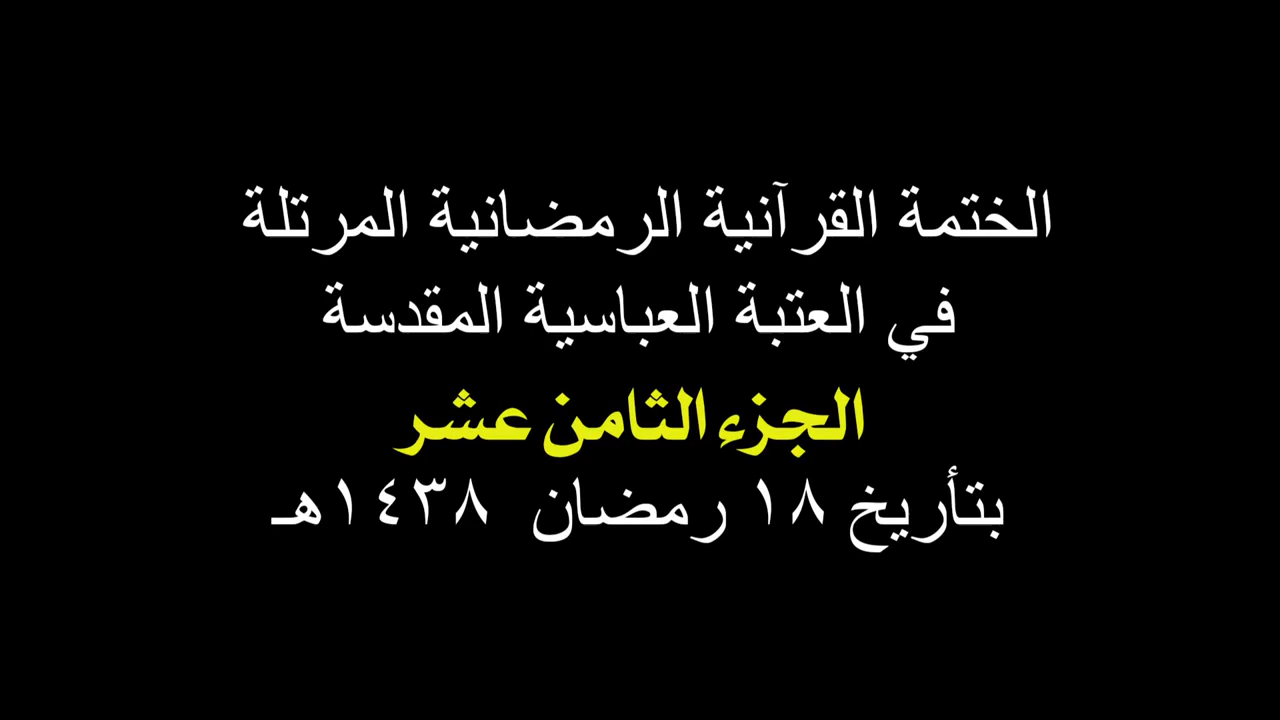 الختمة القرآنية الرمضانية المرتلة
في العتبة العباسية المقدسة
الجزء الثامن عشر
بتأريخ ١٨ رمضان ١٤٣٨هـ